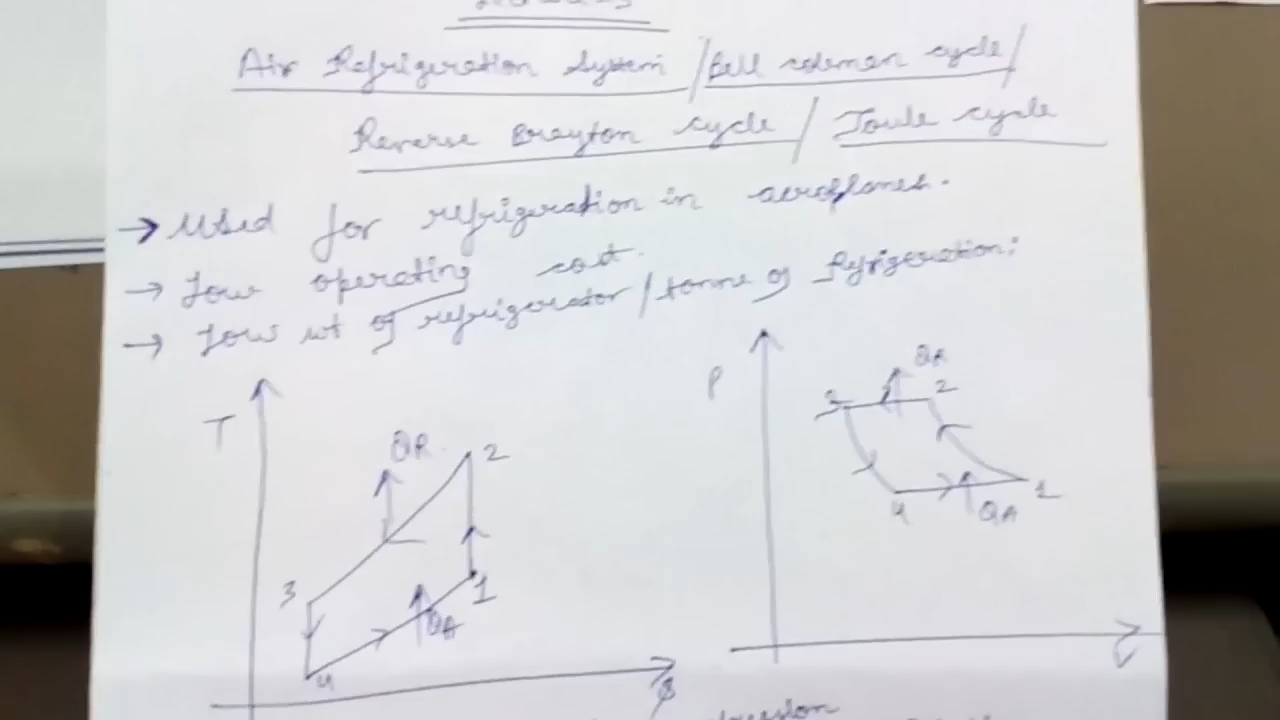 Air Refrigeration System / Bell coleman cycle /
Reverse Brayton cycle / Joule cycle
→ Used for refrigeration in aeroplanes.
→ Low operating cost.
→ Low wt of refrigerator / tonne of refrigeration:
T
QR
2
3
1
QA
4
P
QR
3
2
4
1
QA